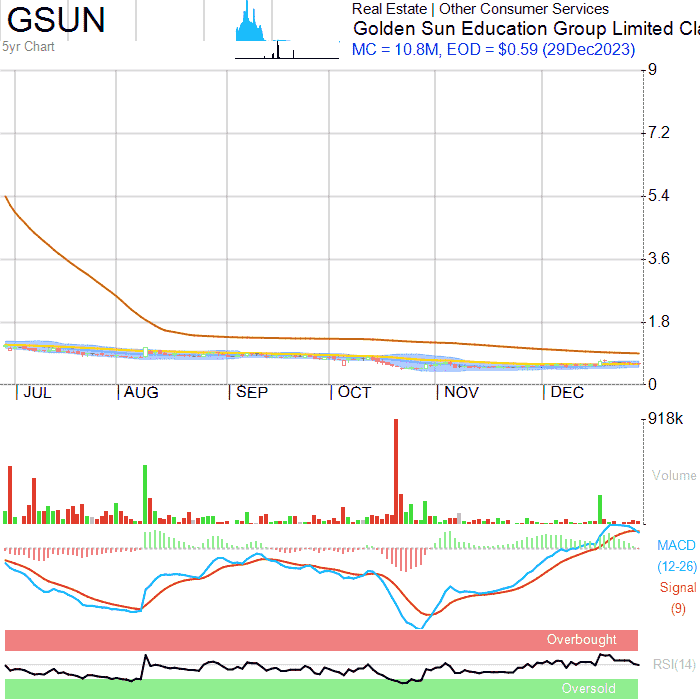 GSUN
5yr Chart
Real Estate | Other Consumer Services
Golden Sun Education Group Limited Cla
MC = 10.8M, EOD = $0.59 (29Dec2023)
9
7.2
5.4
3.6
1.8
0
JUL AUG SEP OCT NOV DEC
918k
Volume
MACD
(12-26)
Signal
(9)
Overbought
RSI(14)
Oversold